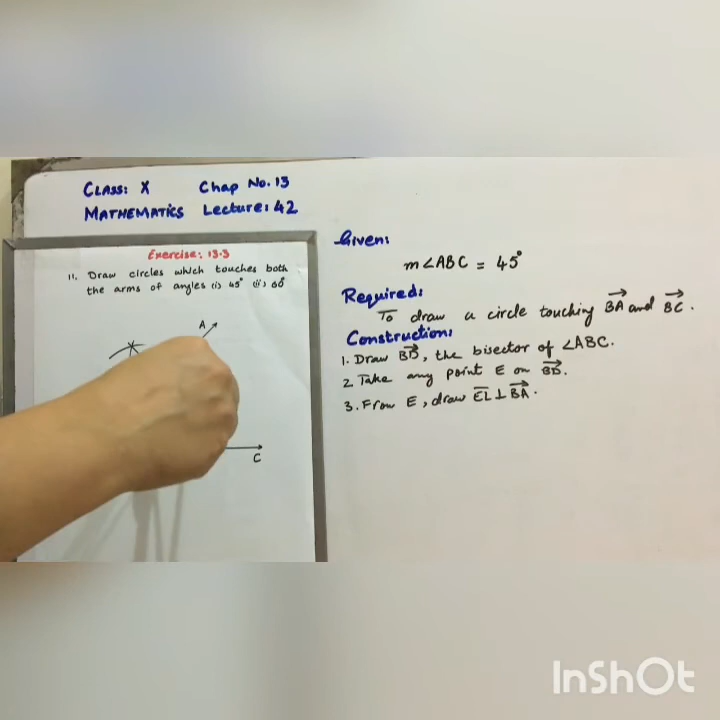 CLASS: X Chap No. 13
MATHEMATICS Lecture: 42
Exercise: 13.3
11. Draw circles which touches both
the arms of angles (i) 45° (ii) 60°
A
C
Given:
m∠ABC = 45°
Required:
To draw a circle touching →BA and →BC.
Construction:
1. Draw →BD, the bisector of ∠ABC.
2. Take any point E on →BD.
3. From E, draw E̅L̅ ⊥ →BA.
InShOt